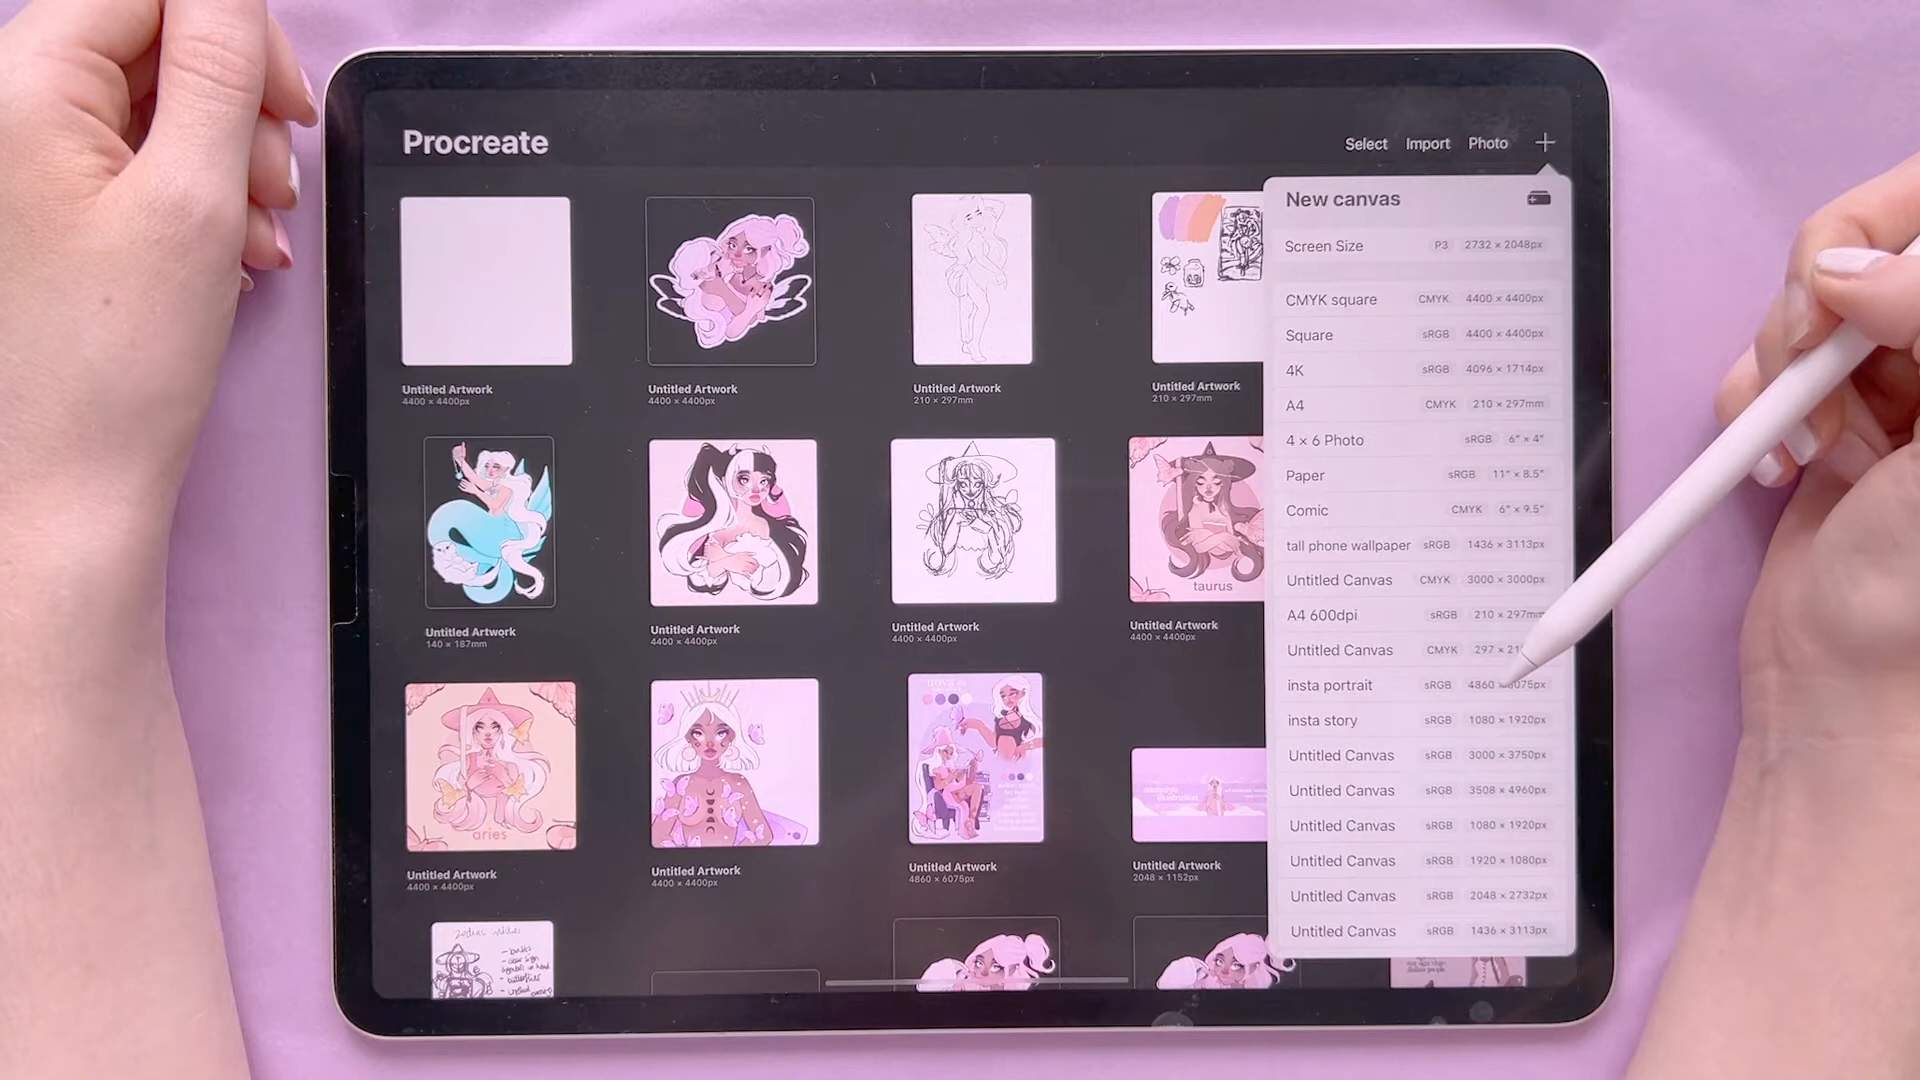 Procreate
Select Import Photo
New canvas
Screen Size P3 2732 × 2048px
CMYK square CMYK 4400 × 4400px
Square sRGB 4400 × 4400px
4K sRGB 4096 × 1714px
A4 CMYK 210 × 297mm
4 × 6 Photo sRGB 6" × 4"
Paper sRGB 11" × 8.5"
Comic CMYK 6" × 9.5"
tall phone wallpaper sRGB 1436 × 3113px
Untitled Canvas CMYK 3000 × 3000px
A4 600dpi sRGB 210 × 297mm
Untitled Canvas CMYK 297 ×
insta portrait sRGB 4860
insta story sRGB 1080 × 1920px
Untitled Canvas sRGB 3000 × 3750px
Untitled Canvas sRGB 3508 × 4960px
Untitled Canvas sRGB 1080 × 1920px
Untitled Canvas sRGB 1920 × 1080px
Untitled Canvas sRGB 2048 × 2732px
Untitled Canvas sRGB 1436 × 3113px
Untitled Artwork
4400 × 4400px
Untitled Artwork
4400 × 4400px
Untitled Artwork
210 × 297mm
Untitled Artwork
210 × 297mm
Untitled Artwork
140 × 187mm
Untitled Artwork
4400 × 4400px
Untitled Artwork
4400 × 4400px
taurus
Untitled Artwork
4400 × 4400px
aries
Untitled Artwork
4400 × 4400px
Untitled Artwork
4400 × 4400px
Untitled Artwork
4860 × 6075px
Untitled Artwork
2048 × 1152px
zodiac witches